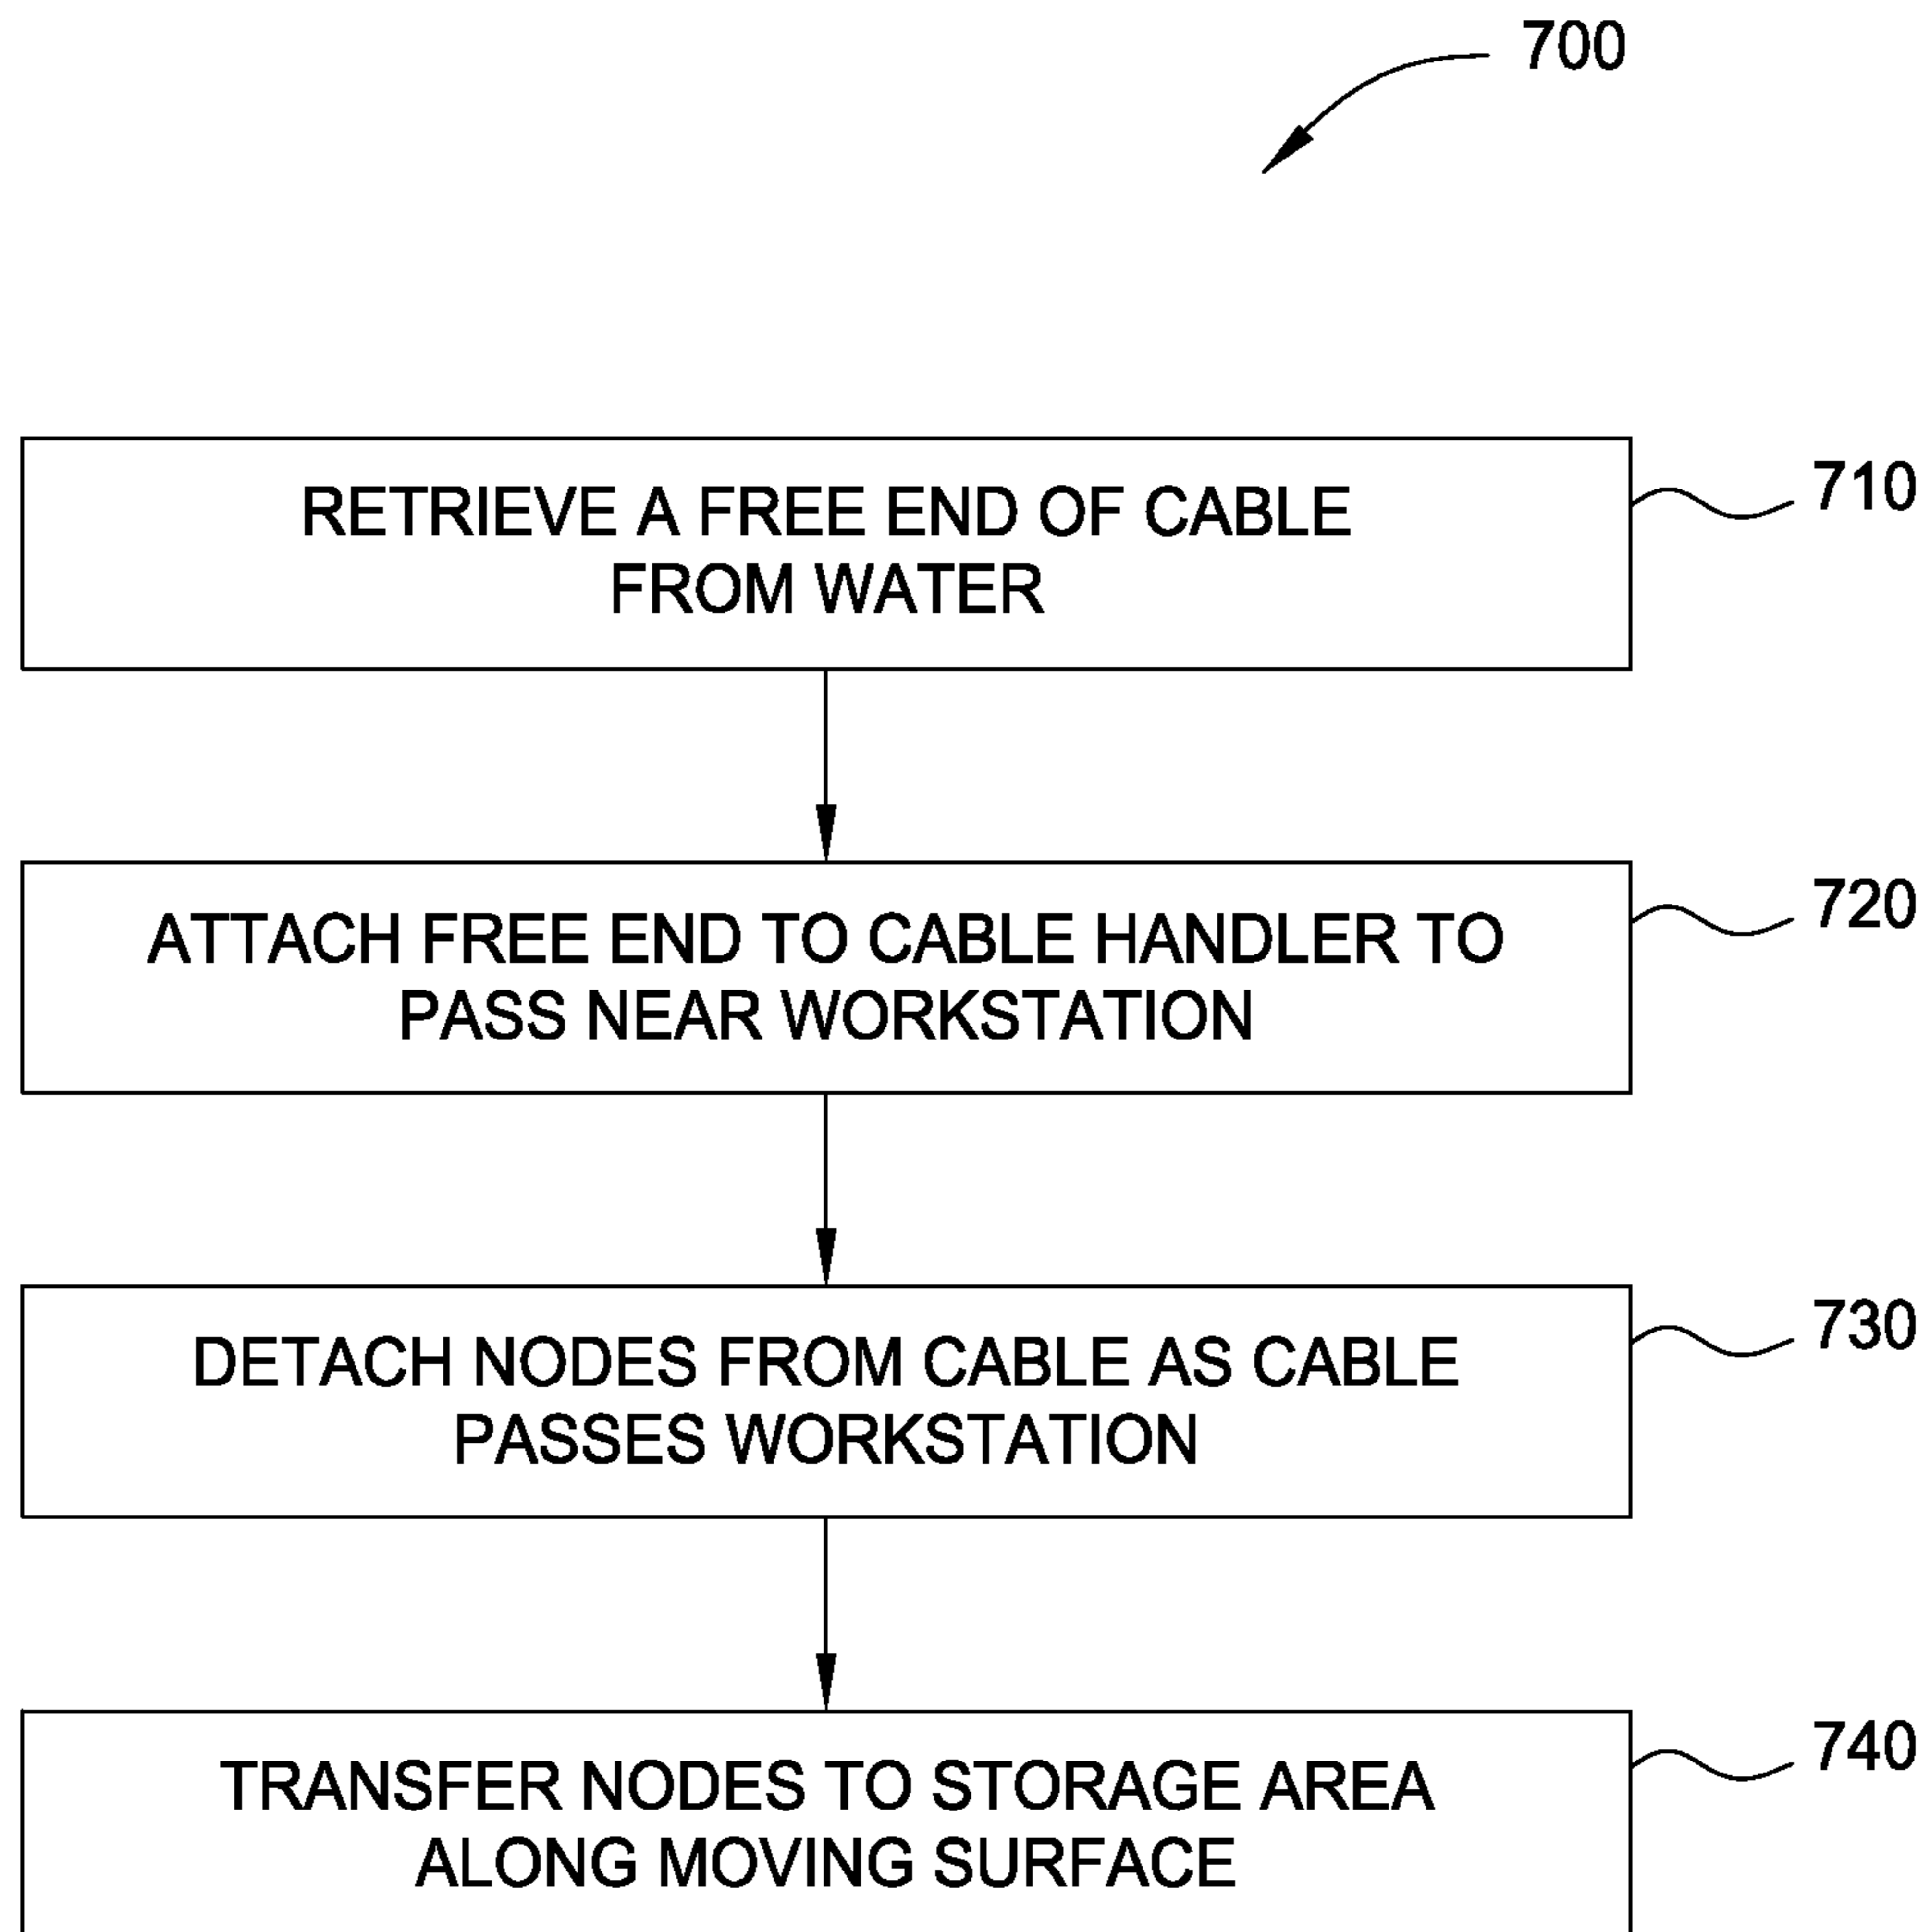 700
RETRIEVE A FREE END OF CABLE
FROM WATER
710
ATTACH FREE END TO CABLE HANDLER TO
PASS NEAR WORKSTATION
720
DETACH NODES FROM CABLE AS CABLE
PASSES WORKSTATION
730
TRANSFER NODES TO STORAGE AREA
ALONG MOVING SURFACE
740